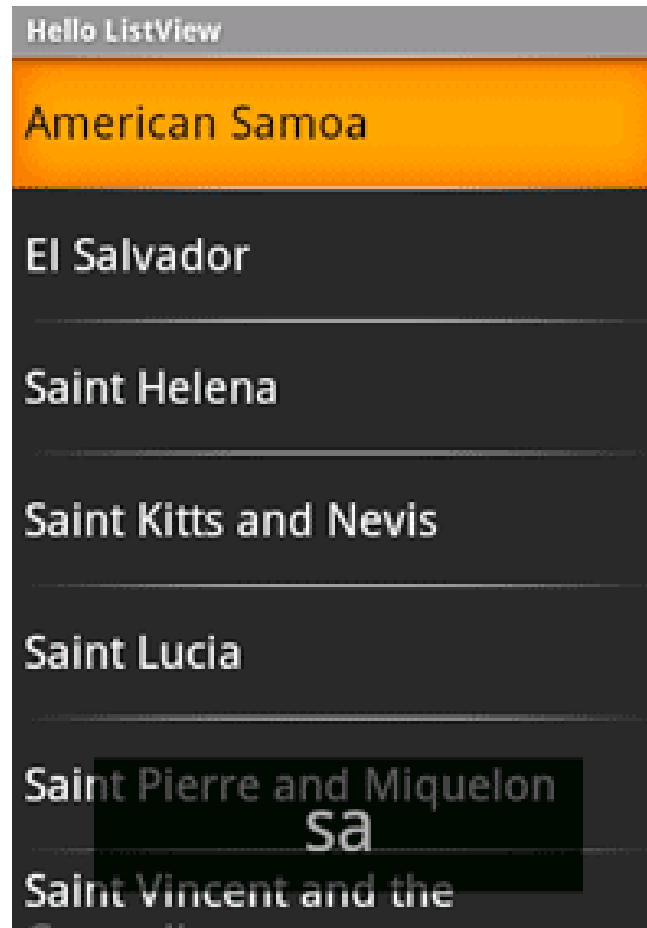 Hello ListView
American Samoa
El Salvador
Saint Helena
Saint Kitts and Nevis
Saint Lucia
Saint Pierre and Miquelon
sa
Saint Vincent and the